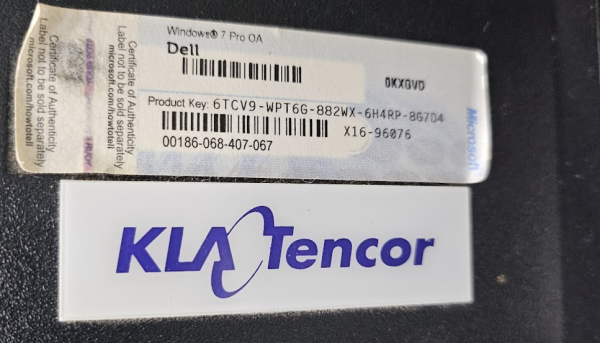 Windows® 7 Pro OA
Dell
0KXGVD
Product Key: 6TCV9-WPT6G-882WX-6H4RP-8G7D4
X16-96076
00186-068-407-067
Microsoft
Certificate of Authenticity
Label not to be sold separately
microsoft.com/howtotell
Certificate of Authenticity
Label not to be sold separately
microsoft.com/howtotell
KLA Tencor